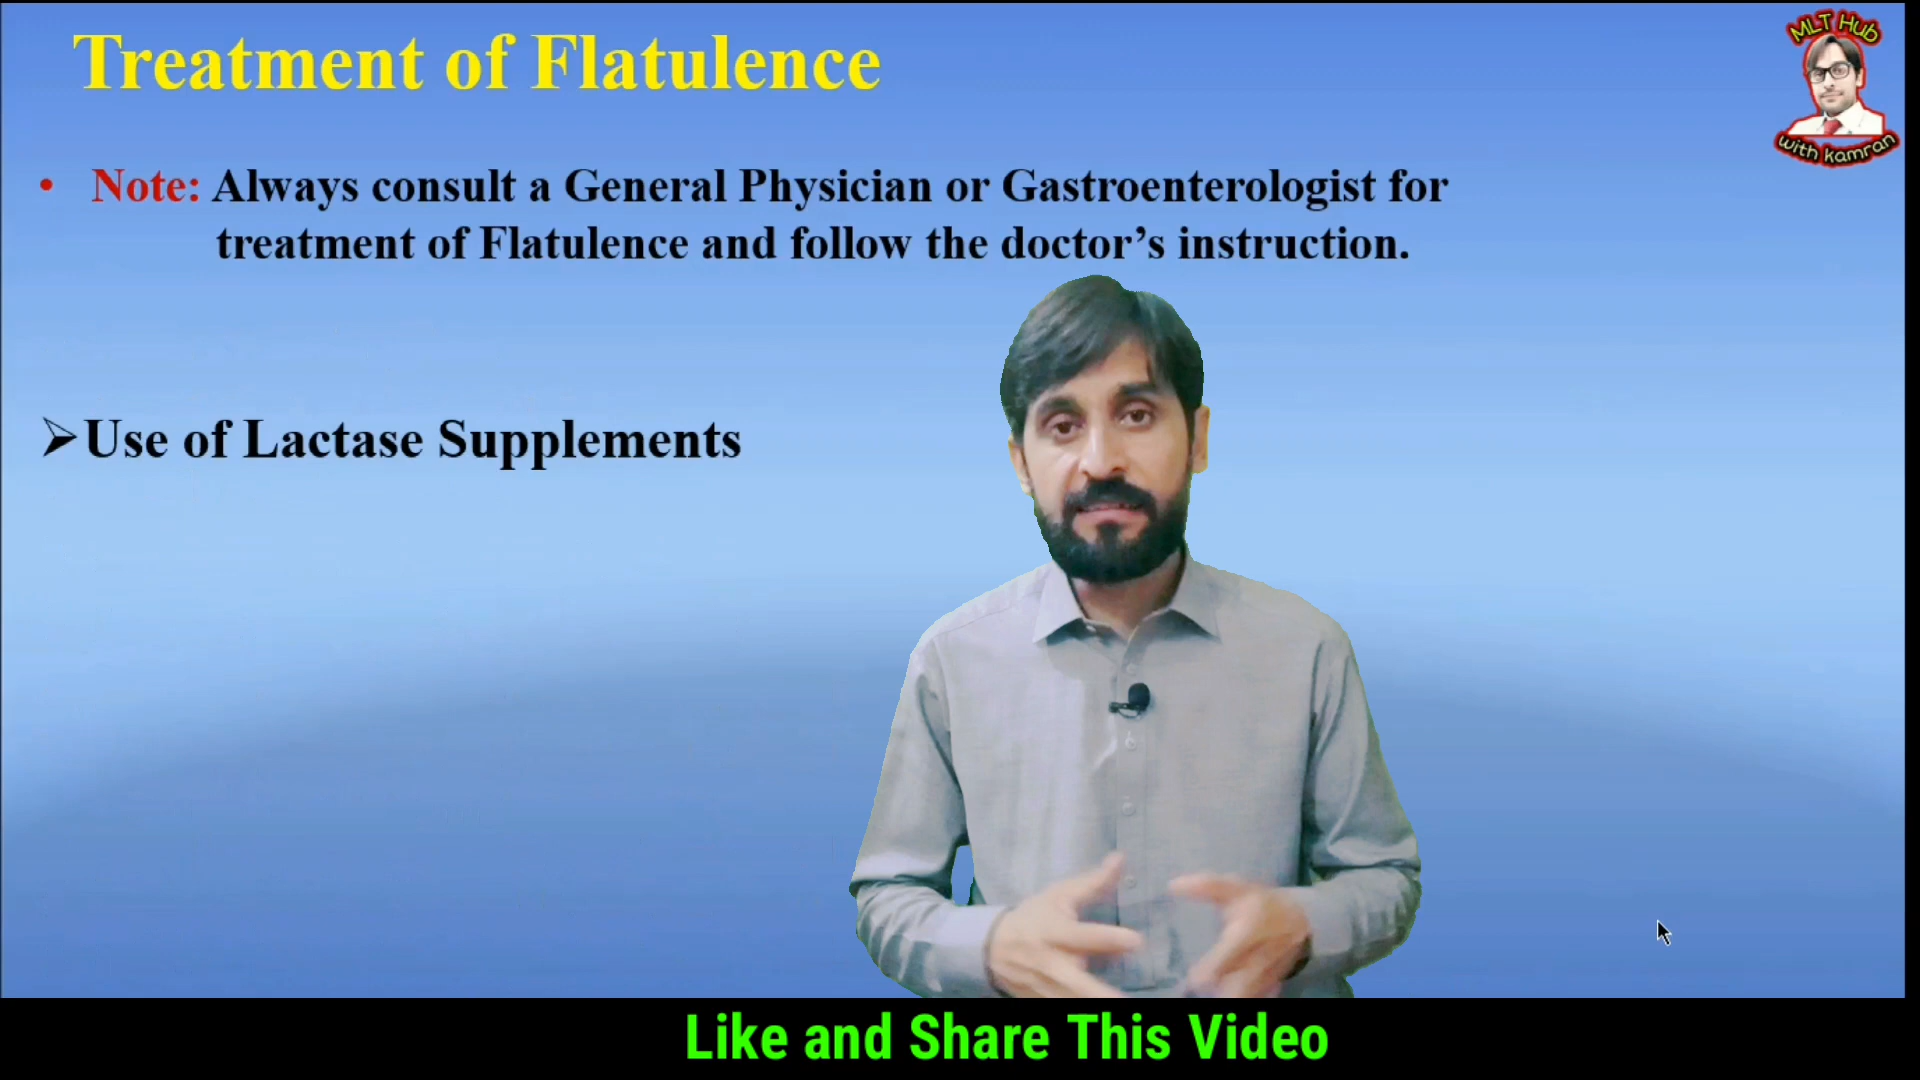 Treatment of Flatulence
MLT Hub
with kamran
• Note: Always consult a General Physician or Gastroenterologist for
treatment of Flatulence and follow the doctor’s instruction.
➢Use of Lactase Supplements
Like and Share This Video